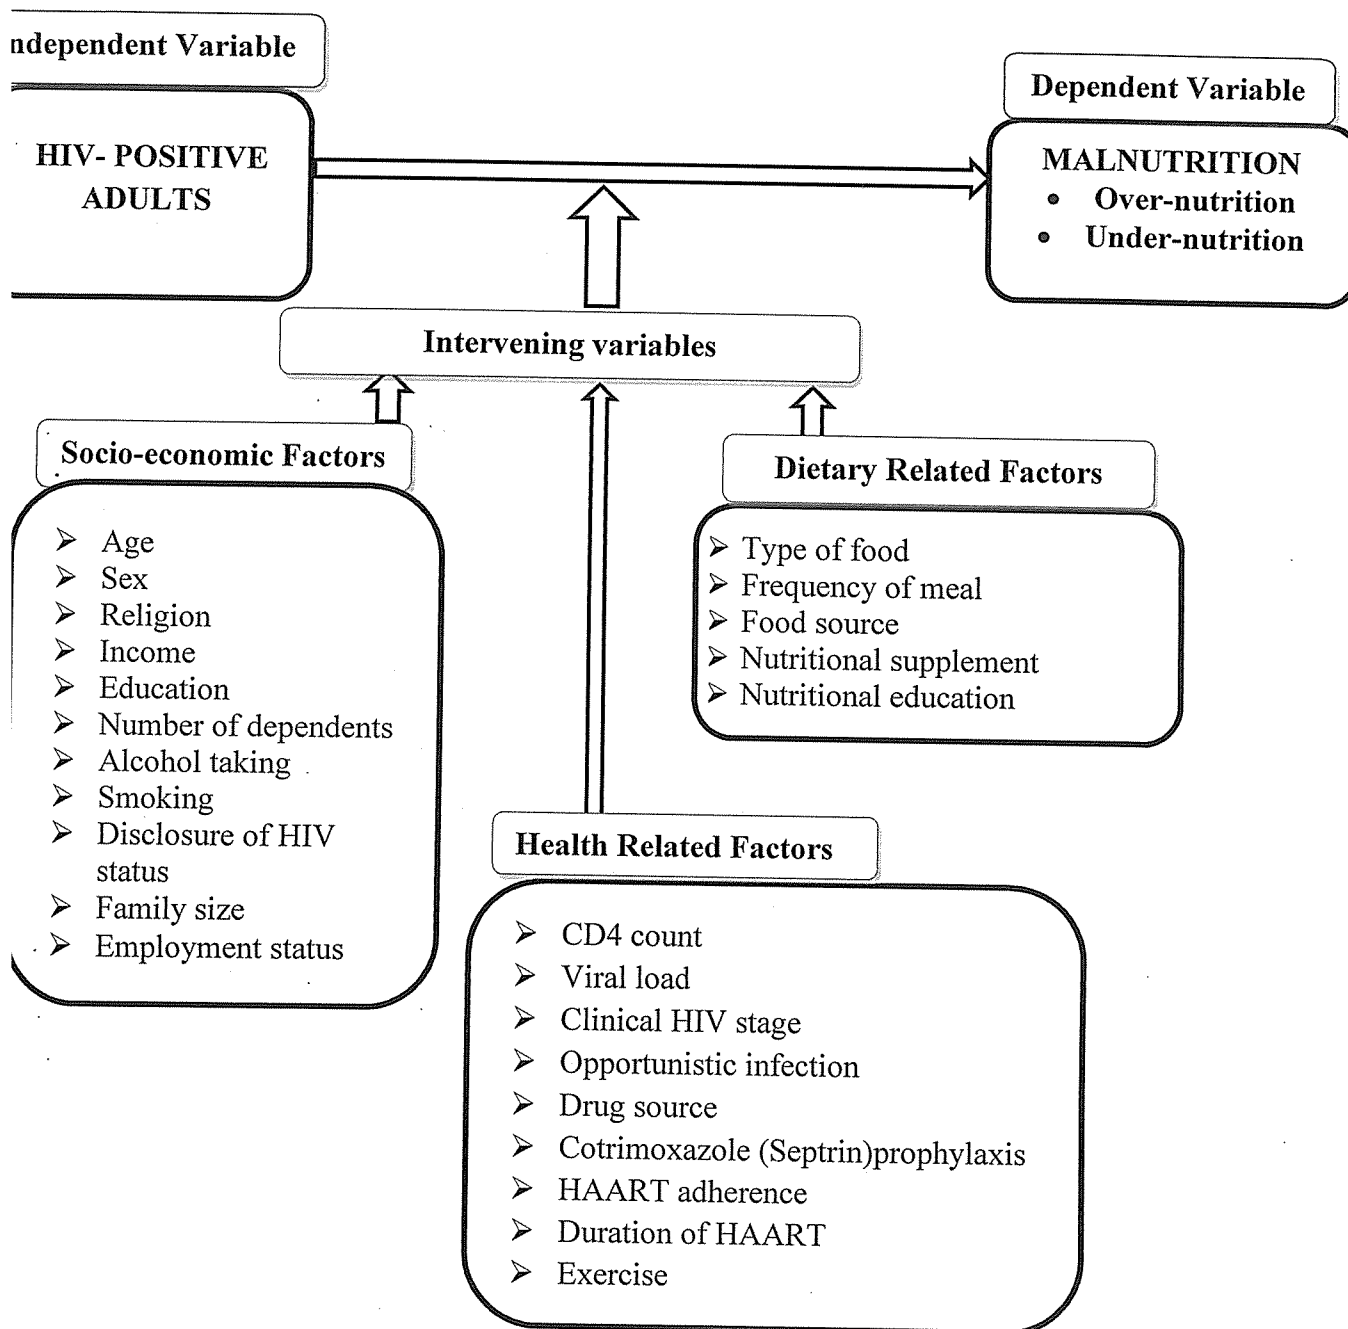 ndependent Variable
HIV- POSITIVE
ADULTS
Dependent Variable
MALNUTRITION
• Over-nutrition
• Under-nutrition
Intervening variables
Socio-economic Factors
➢ Age
➢ Sex
➢ Religion
➢ Income
➢ Education
➢ Number of dependents
➢ Alcohol taking
➢ Smoking
➢ Disclosure of HIV
status
➢ Family size
➢ Employment status
Dietary Related Factors
➢ Type of food
➢ Frequency of meal
➢ Food source
➢ Nutritional supplement
➢ Nutritional education
Health Related Factors
➢ CD4 count
➢ Viral load
➢ Clinical HIV stage
➢ Opportunistic infection
➢ Drug source
➢ Cotrimoxazole (Septrin)prophylaxis
➢ HAART adherence
➢ Duration of HAART
➢ Exercise